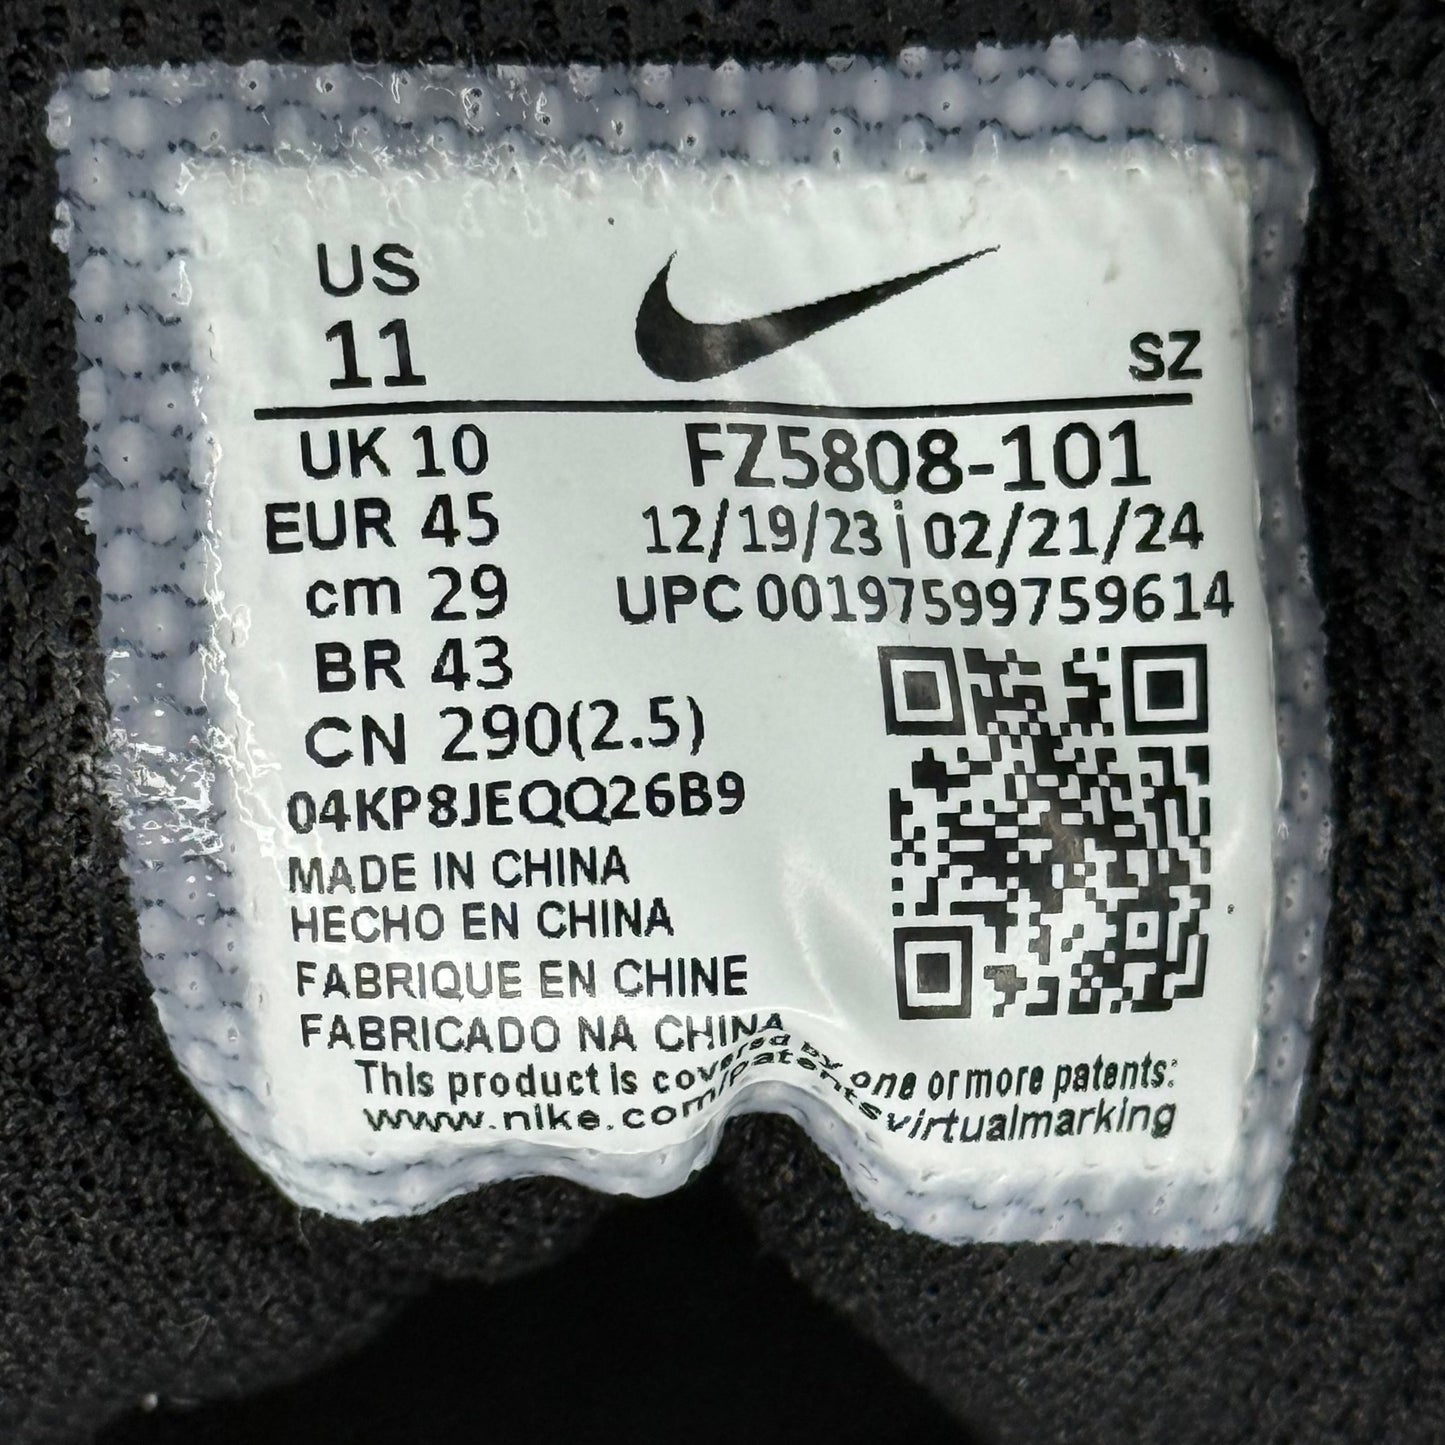 US
11
SZ
UK 10
EUR 45
cm 29
BR 43
CN 290(2.5)
FZ5808-101
12/19/23 | 02/21/24
UPC 00197599759614
04KP8JEQQ26B9
MADE IN CHINA
HECHO EN CHINA
FABRIQUE EN CHINE
FABRICADO NA CHINA
This product is covered by one or more patents:
www.nike.com/patents virtualmarking